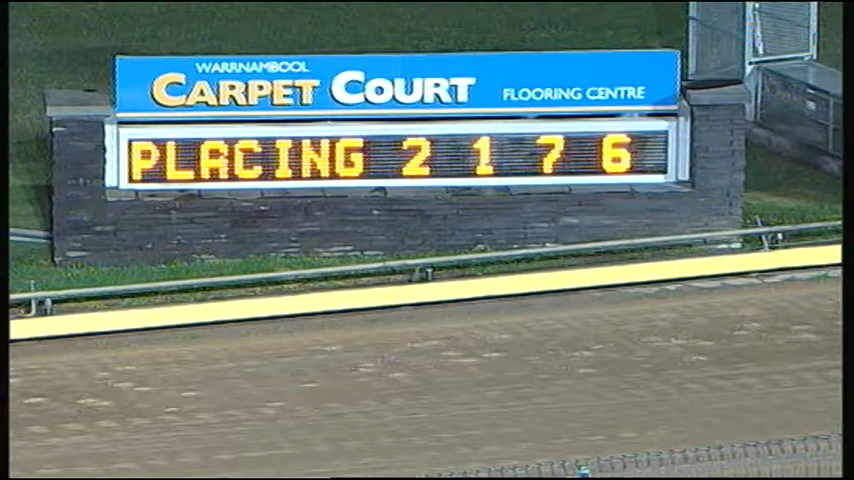 WARRNAMBOOL
CARPET COURT FLOORING CENTRE
PLACING 2 1 7 6